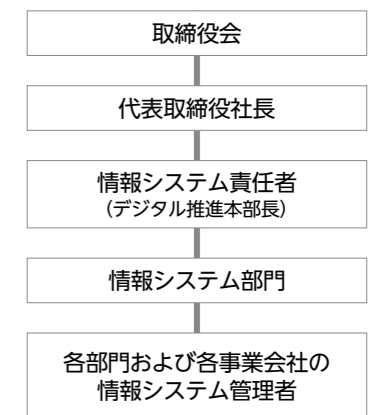 取締役会
代表取締役社長
情報システム責任者
(デジタル推進本部長)
情報システム部門
各部門および各事業会社の
情報システム管理者